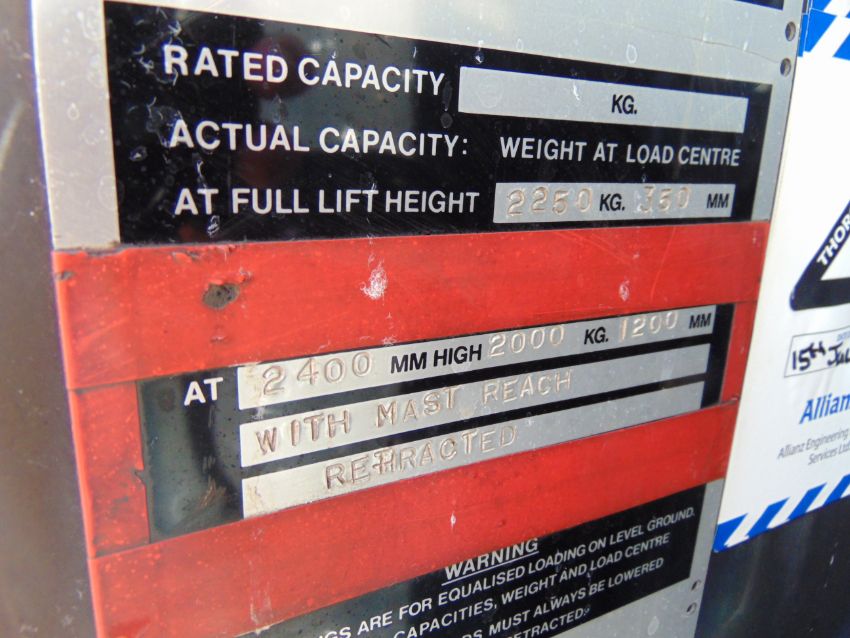 RATED CAPACITY KG.
ACTUAL CAPACITY: WEIGHT AT LOAD CENTRE
AT FULL LIFT HEIGHT 2250 KG. 350 MM
AT 2400 MM HIGH 2000 KG. 1200 MM
WITH MAST REACH
RETRACTED
WARNING
ARE FOR EQUALISED LOADING ON LEVEL GROUND.
CAPACITIES, WEIGHT AND LOAD CENTRE
MUST ALWAYS BE LOWERED
RETRACTED.
THOR
15th
Allian
Allianz Engineering
Services Ltd